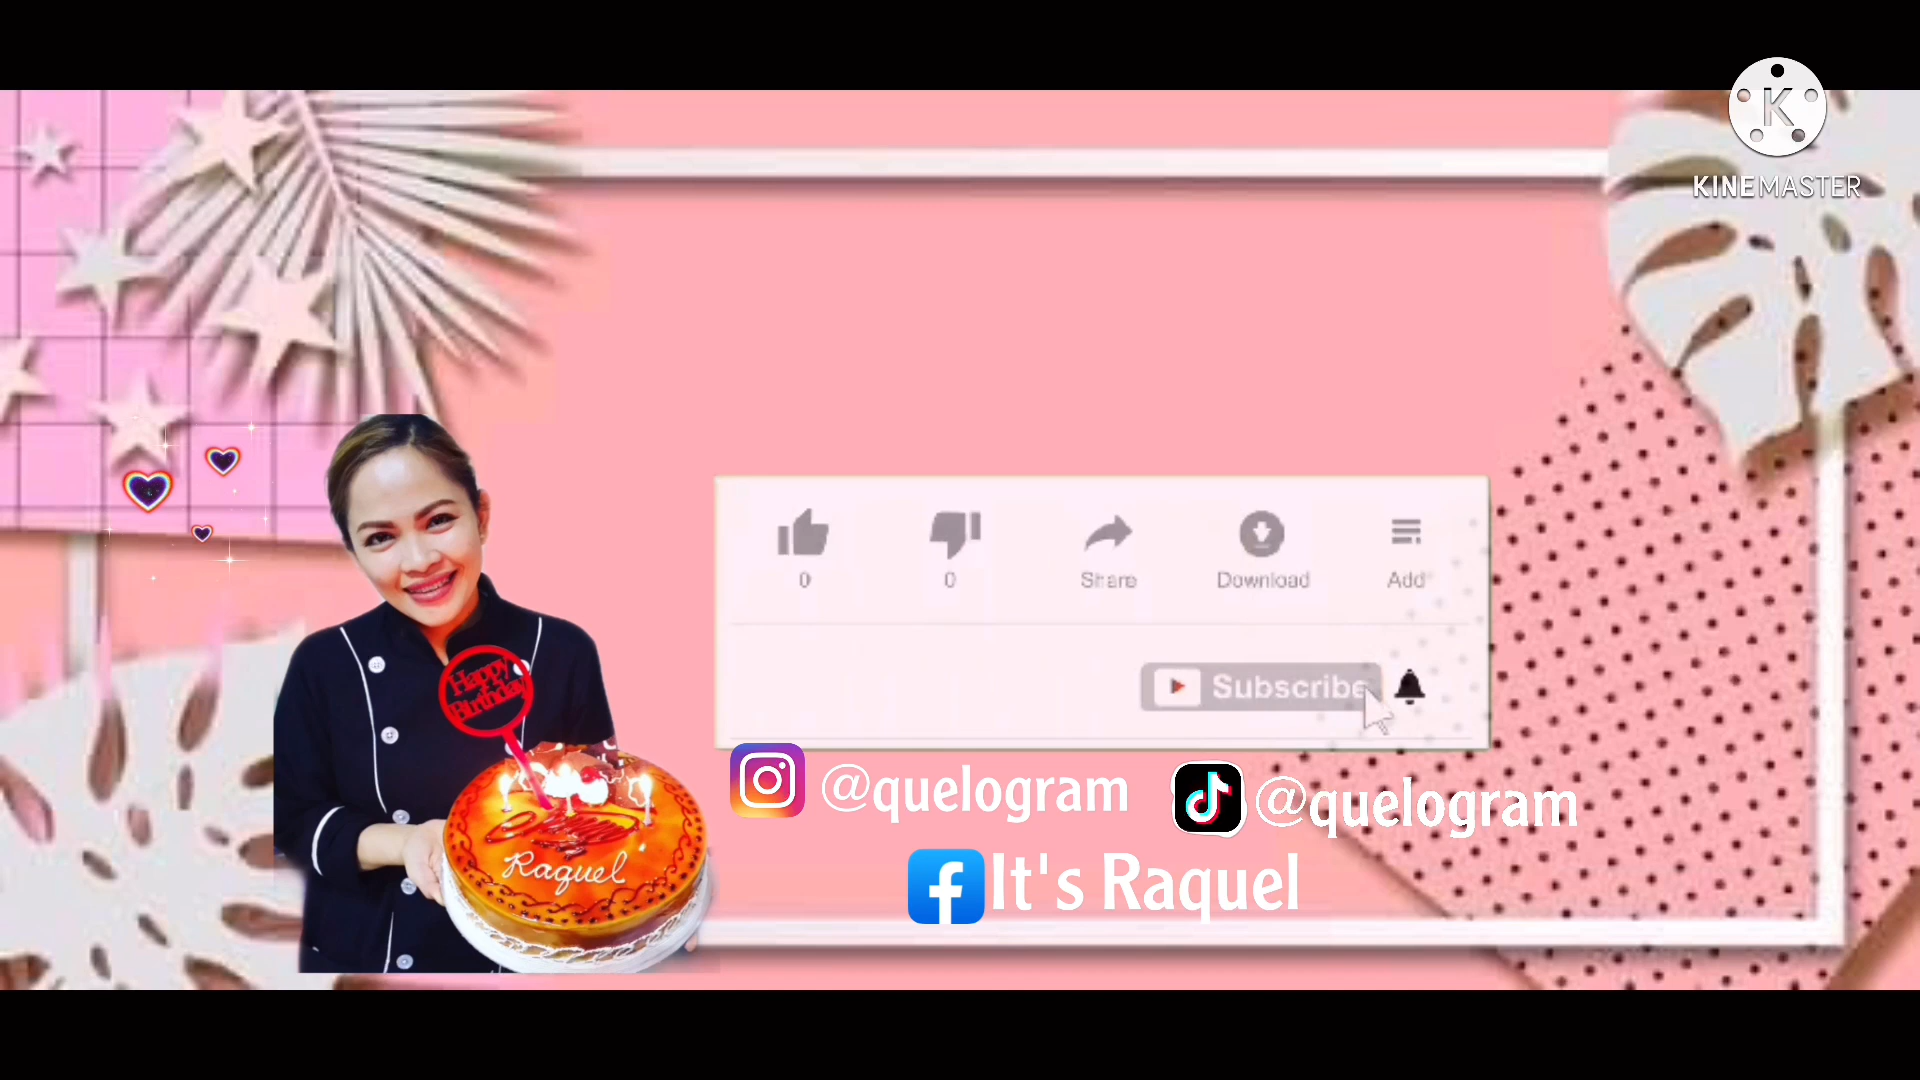 K
KINEMASTER
0
0
Share
Download
Add
Subscribe
Happy
Birthday
Raquel
@quelogram
@quelogram
It's Raquel